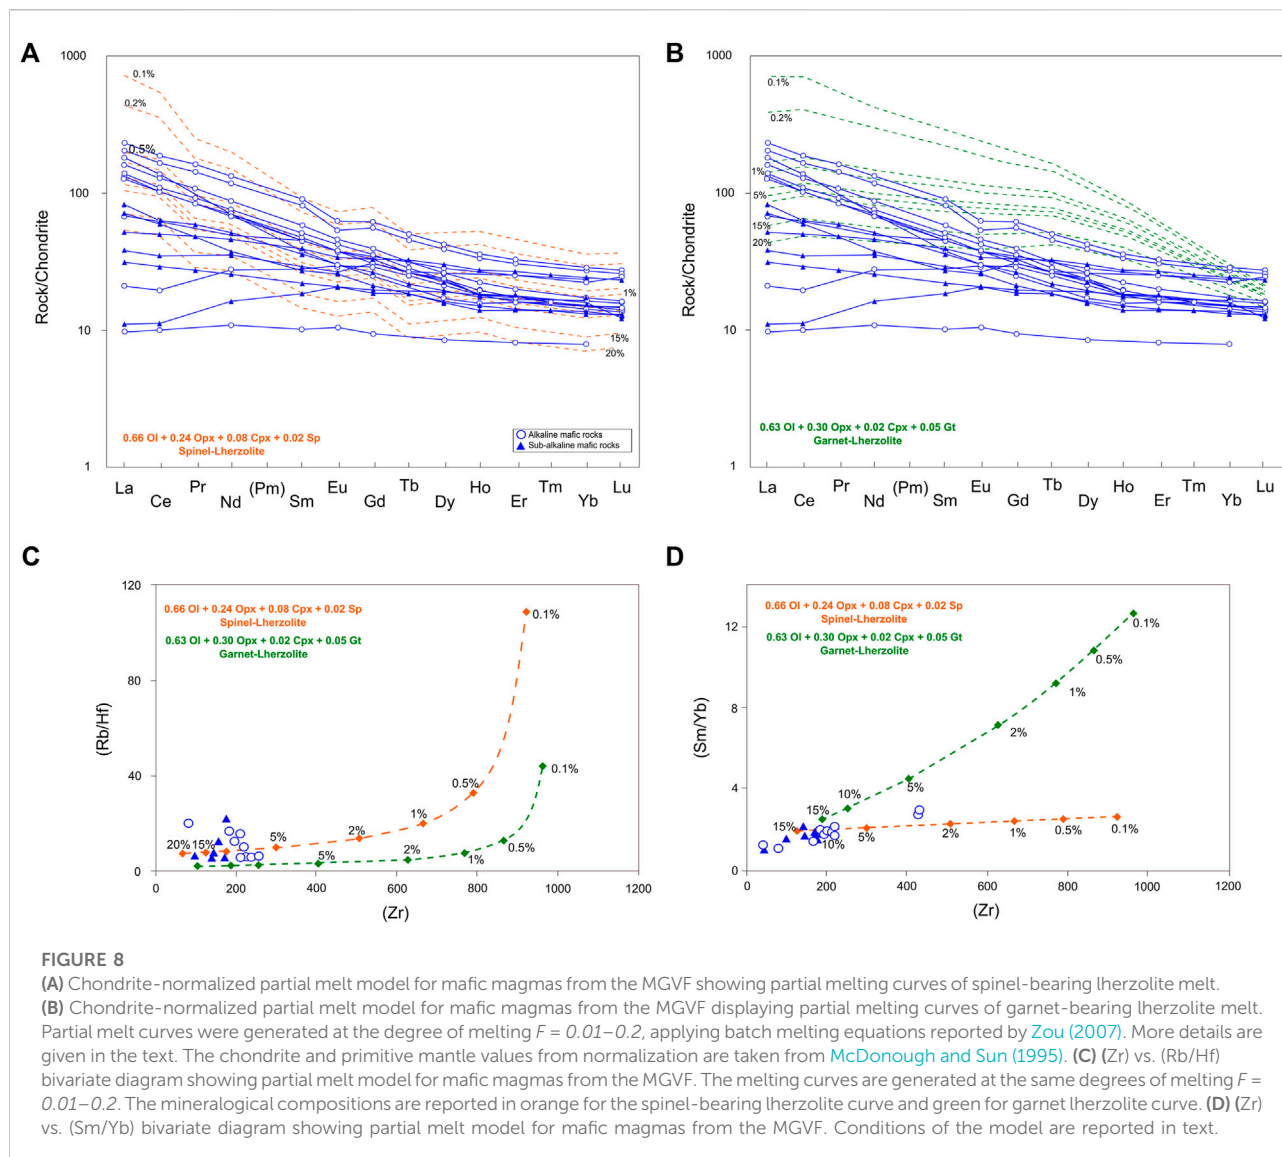 A
1000
100
10
1
Rock/Chondrite
0.1%
0.2%
0.5%
1%
15%
20%
0.66 Ol + 0.24 Opx + 0.08 Cpx + 0.02 Sp
Spinel-Lherzolite
Alkaline mafic rocks
Sub-alkaline mafic rocks
La Ce Pr Nd (Pm) Sm Eu Gd Tb Dy Ho Er Tm Yb Lu
B
1000
100
10
1
Rock/Chondrite
0.1%
0.2%
1%
5%
15%
20%
0.63 Ol + 0.30 Opx + 0.02 Cpx + 0.05 Gt
Garnet-Lherzolite
La Ce Pr Nd (Pm) Sm Eu Gd Tb Dy Ho Er Tm Yb Lu
C
120
80
40
0
(Rb/Hf)
0.66 Ol + 0.24 Opx + 0.08 Cpx + 0.02 Sp
Spinel-Lherzolite
0.63 Ol + 0.30 Opx + 0.02 Cpx + 0.05 Gt
Garnet-Lherzolite
0.1%
0.5%
1%
2%
5%
15%
20%
0.1%
0.5%
1%
2%
5%
0 200 400 600 800 1000 1200
(Zr)
D
12
8
4
0
(Sm/Yb)
0.66 Ol + 0.24 Opx + 0.08 Cpx + 0.02 Sp
Spinel-Lherzolite
0.63 Ol + 0.30 Opx + 0.02 Cpx + 0.05 Gt
Garnet-Lherzolite
0.1%
0.5%
1%
2%
5%
10%
15%
15%
10%
5%
2%
1%
0.5%
0.1%
0 200 400 600 800 1000 1200
(Zr)
FIGURE 8
(A) Chondrite-normalized partial melt model for mafic magmas from the MGVF showing partial melting curves of spinel-bearing lherzolite melt.
(B) Chondrite-normalized partial melt model for mafic magmas from the MGVF displaying partial melting curves of garnet-bearing lherzolite melt.
Partial melt curves were generated at the degree of melting F = 0.01–0.2, applying batch melting equations reported by Zou (2007). More details are
given in the text. The chondrite and primitive mantle values from normalization are taken from McDonough and Sun (1995). (C) (Zr) vs. (Rb/Hf)
bivariate diagram showing partial melt model for mafic magmas from the MGVF. The melting curves are generated at the same degrees of melting F =
0.01–0.2. The mineralogical compositions are reported in orange for the spinel-bearing lherzolite curve and green for garnet lherzolite curve. (D) (Zr)
vs. (Sm/Yb) bivariate diagram showing partial melt model for mafic magmas from the MGVF. Conditions of the model are reported in text.